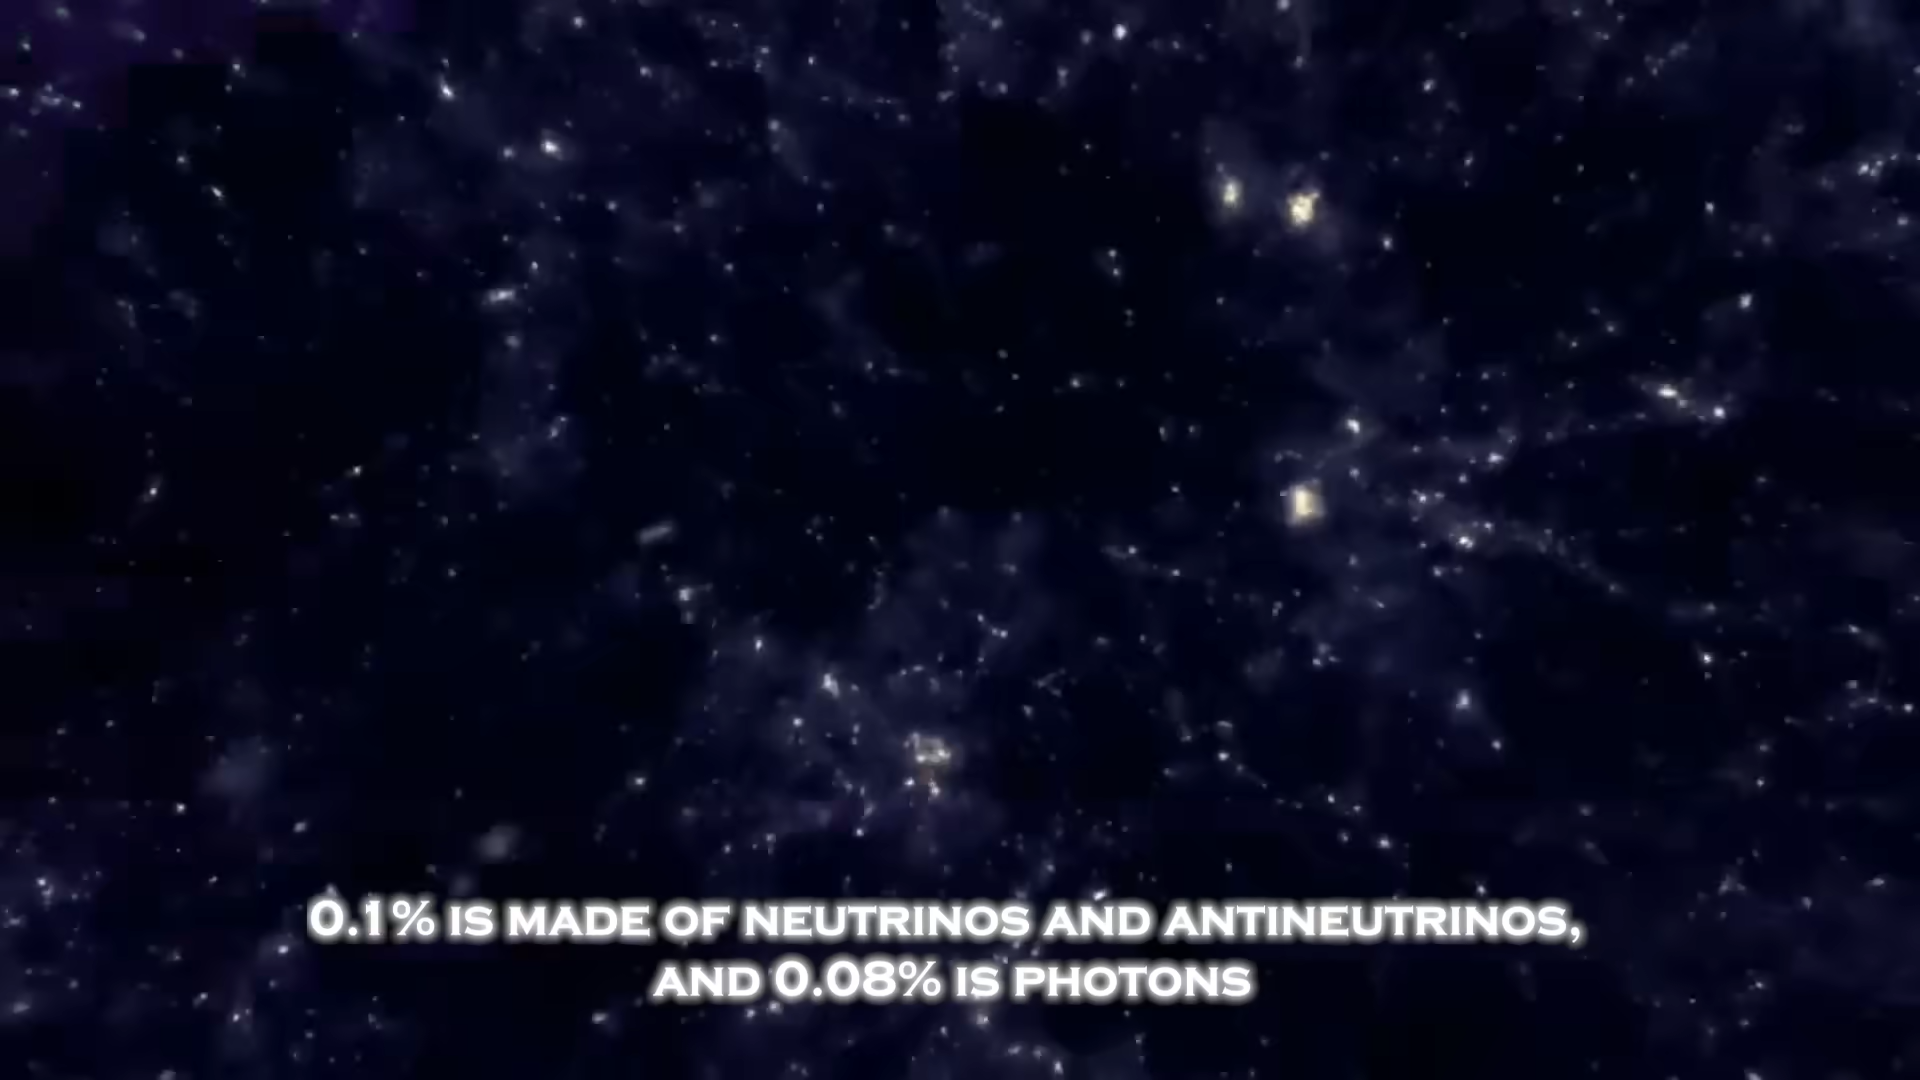 0.1% IS MADE OF NEUTRINOS AND ANTINEUTRINOS,
AND 0.08% IS PHOTONS